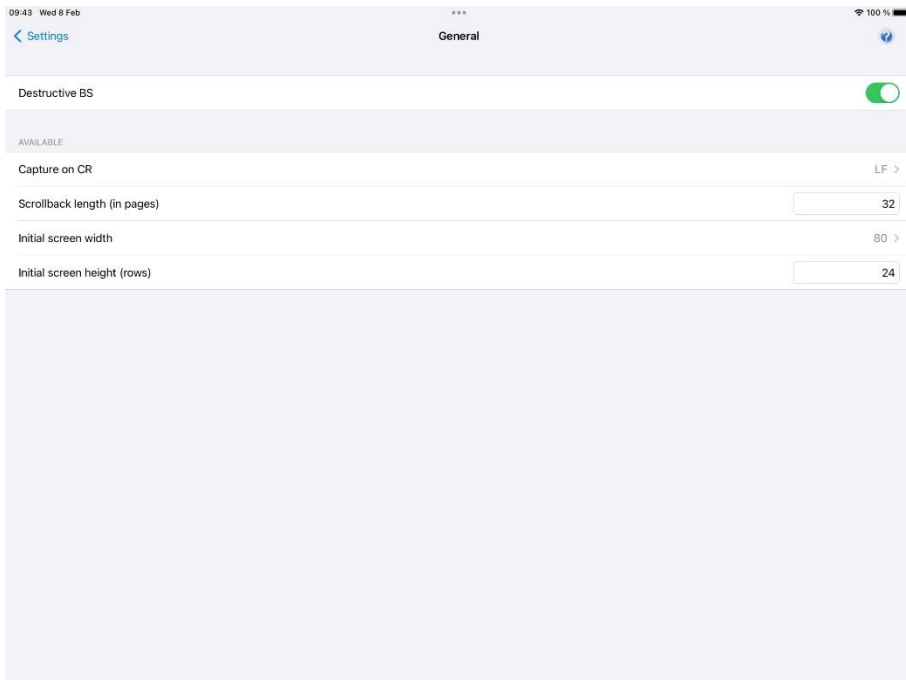 09:43 Wed 8 Feb 100 %
Settings General
Destructive BS
AVAILABLE
Capture on CR LF
Scrollback length (in pages) 32
Initial screen width 80
Initial screen height (rows) 24